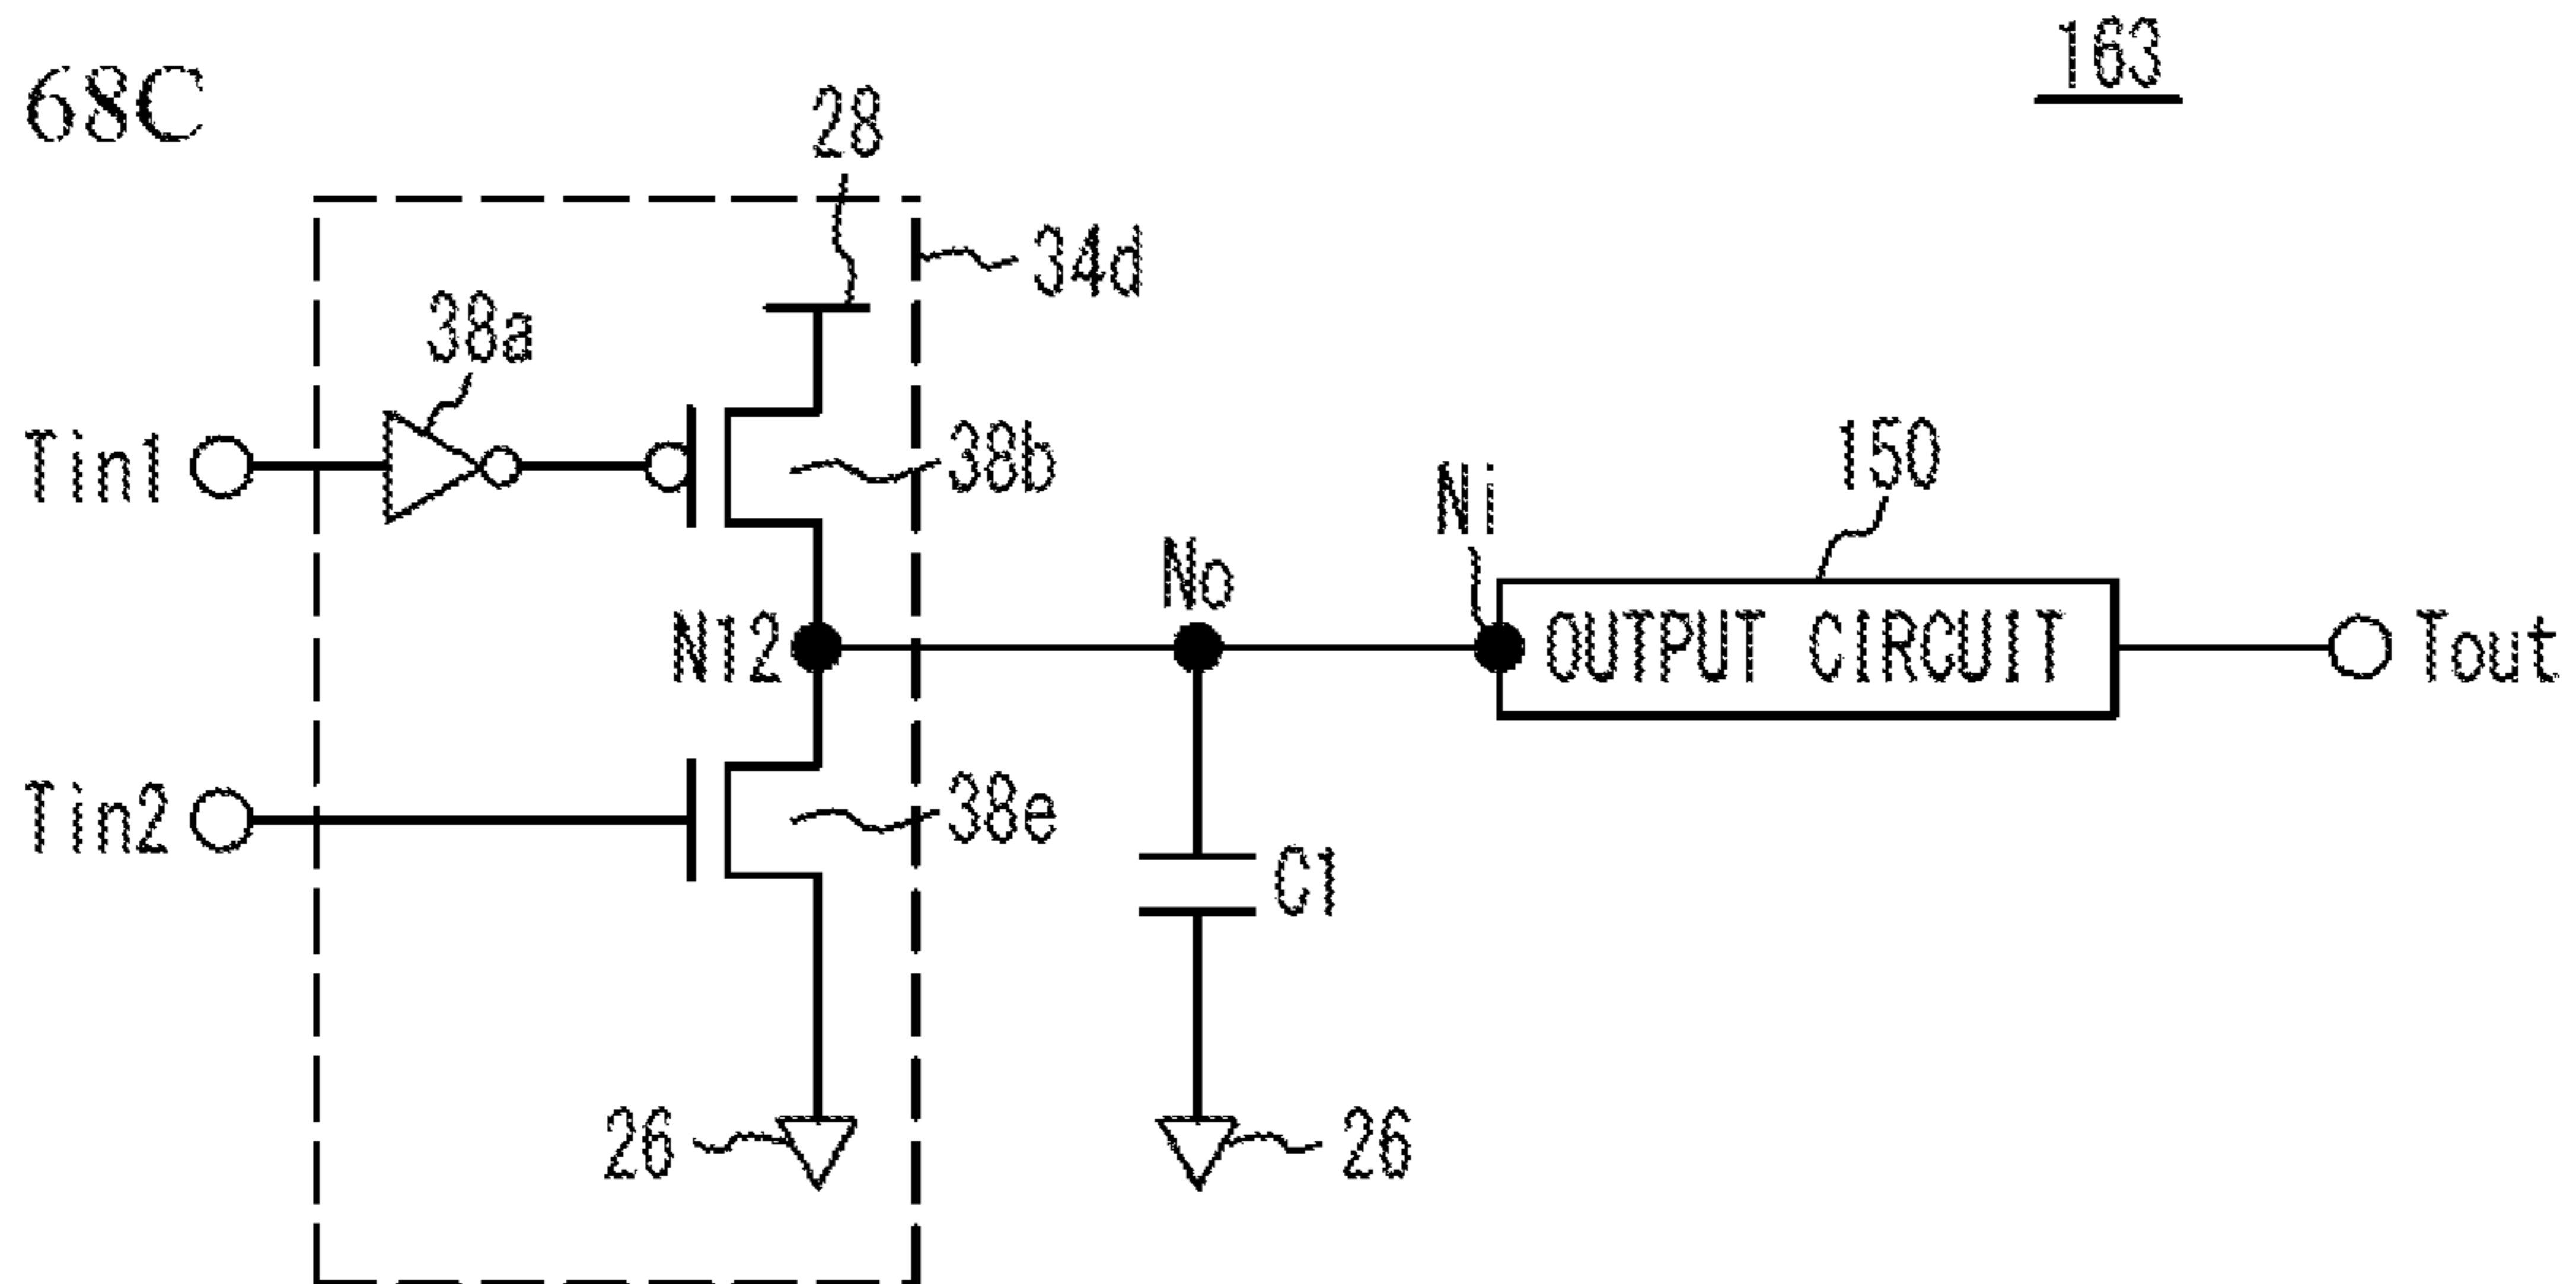 68C
163
28
34d
38a
Tin1
38b
150
Ni
No
N12
OUTPUT CIRCUIT
Tout
Tin2
38e
C1
26
26